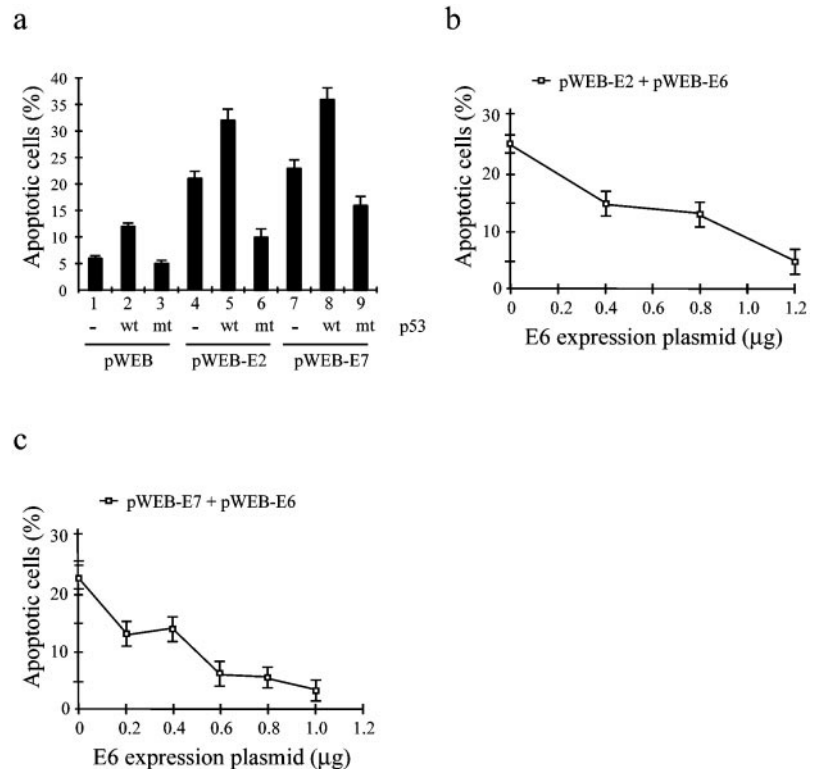 a
Apoptotic cells (%)
40
35
30
25
20
15
10
5
0
1 2 3 4 5 6 7 8 9
- wt mt - wt mt - wt mt p53
pWEB pWEB-E2 pWEB-E7
b
pWEB-E2 + pWEB-E6
Apoptotic cells (%)
30
20
10
0
0 0.2 0.4 0.6 0.8 1.0 1.2
E6 expression plasmid (μg)
c
pWEB-E7 + pWEB-E6
Apoptotic cells (%)
30
20
10
0
0 0.2 0.4 0.6 0.8 1.0 1.2
E6 expression plasmid (μg)